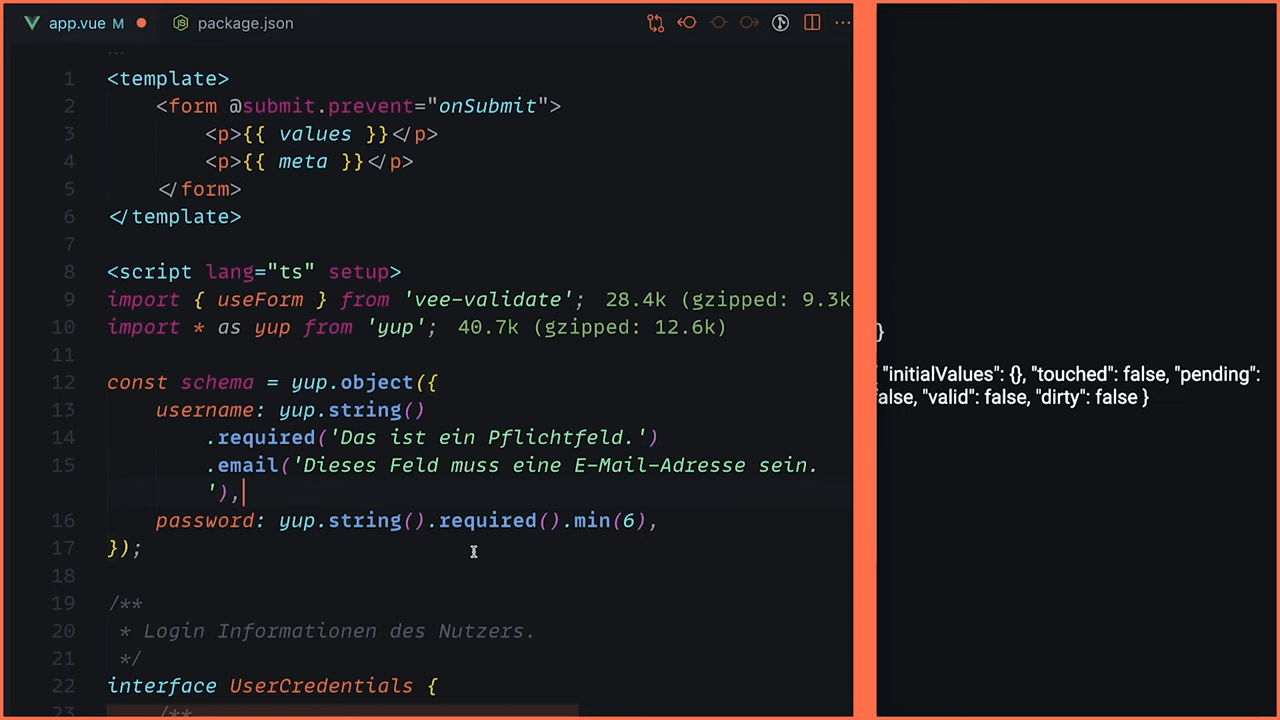 app.vue M
package.json
...
1 <template>
2 <form @submit.prevent="onSubmit">
3 <p>{{ values }}</p>
4 <p>{{ meta }}</p>
5 </form>
6 </template>
7
8 <script lang="ts" setup>
9 import { useForm } from 'vee-validate'; 28.4k (gzipped: 9.3k
10 import * as yup from 'yup'; 40.7k (gzipped: 12.6k)
11
12 const schema = yup.object({
13 username: yup.string()
14 .required('Das ist ein Pflichtfeld.')
15 .email('Dieses Feld muss eine E-Mail-Adresse sein.
'),
16 password: yup.string().required().min(6),
17 });
18
19 /**
20 * Login Informationen des Nutzers.
21 */
22 interface UserCredentials {
23 /**
}
{ "initialValues": {}, "touched": false, "pending":
false, "valid": false, "dirty": false }